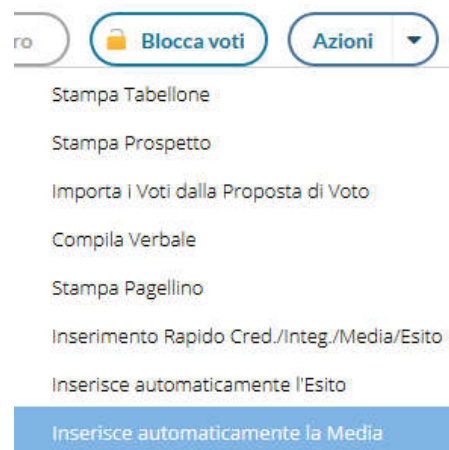 ro Blocca voti Azioni
Stampa Tabellone
Stampa Prospetto
Importa i Voti dalla Proposta di Voto
Compila Verbale
Stampa Pagellino
Inserimento Rapido Cred./Integ./Media/Esito
Inserisce automaticamente l'Esito
Inserisce automaticamente la Media